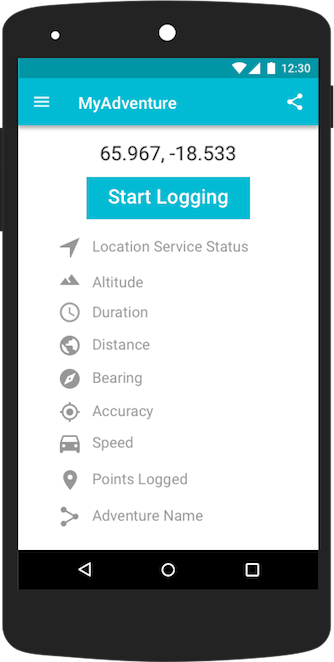 12:30
MyAdventure
65.967, -18.533
Start Logging
Location Service Status
Altitude
Duration
Distance
Bearing
Accuracy
Speed
Points Logged
Adventure Name